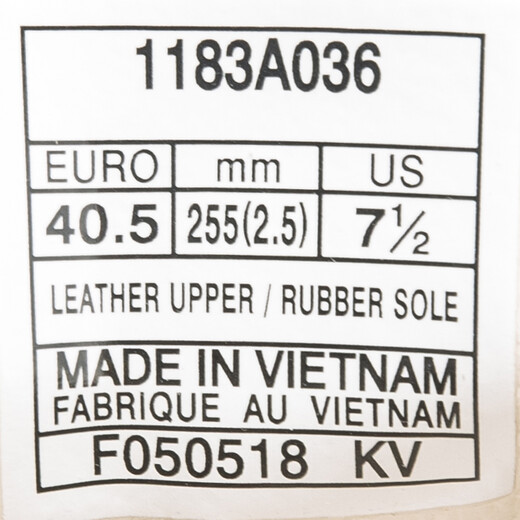 1183A036
EURO mm US
40.5 255(2.5) 7½
LEATHER UPPER / RUBBER SOLE
MADE IN VIETNAM
FABRIQUE AU VIETNAM
F050518 KV